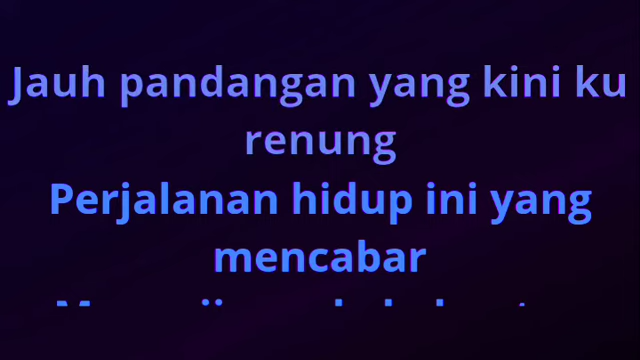 Jauh pandangan yang kini ku
renung
Perjalanan hidup ini yang
mencabar